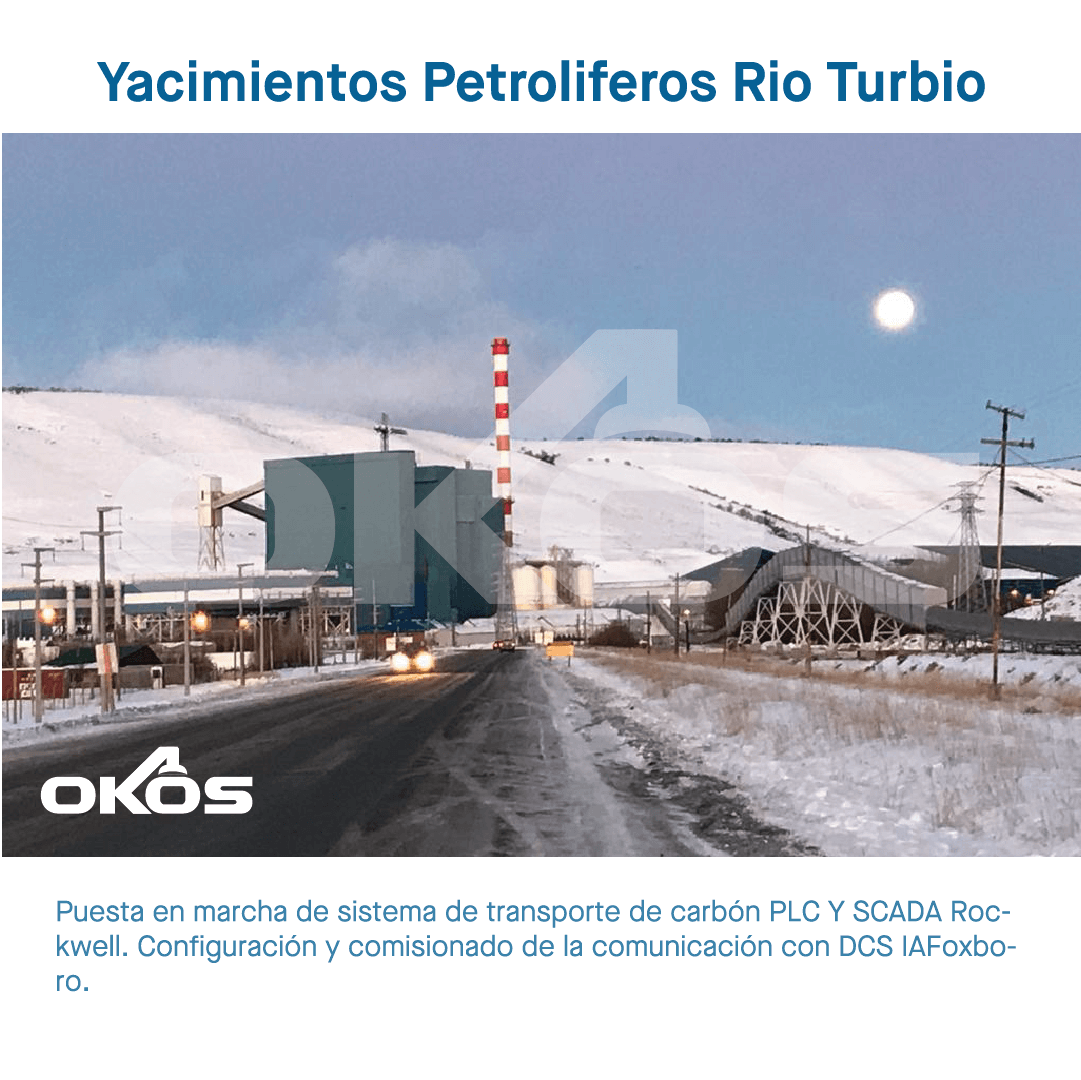 Yacimientos Petroliferos Rio Turbio
OKOS
OKOS
Puesta en marcha de sistema de transporte de carbón PLC Y SCADA Roc-
kwell. Configuración y comisionado de la comunicación con DCS IAFoxbo-
ro.